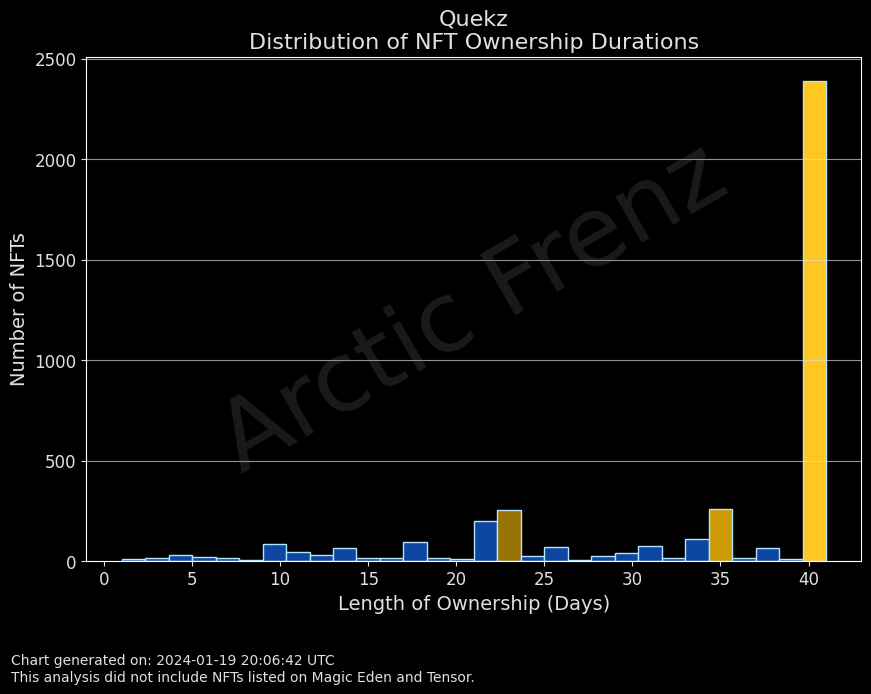 Quekz
Distribution of NFT Ownership Durations
2500
2000
1500
1000
500
0
Number of NFTs
Arctic Frenz
0 5 10 15 20 25 30 35 40
Length of Ownership (Days)
Chart generated on: 2024-01-19 20:06:42 UTC
This analysis did not include NFTs listed on Magic Eden and Tensor.